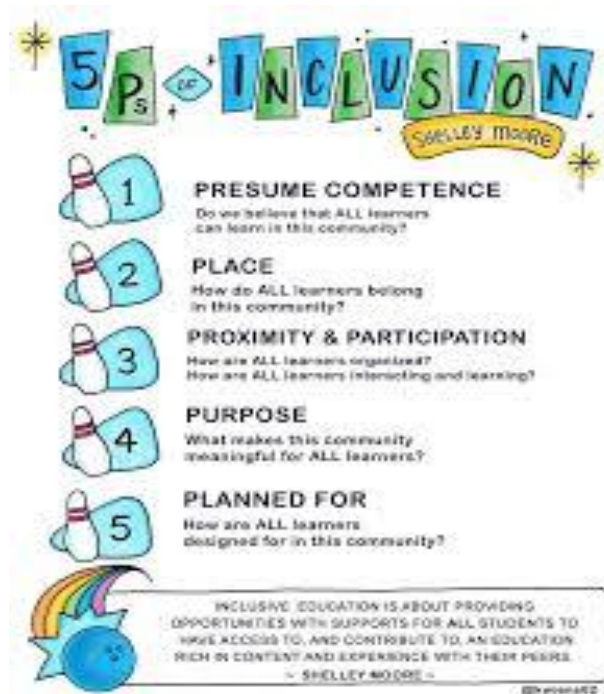 5 Ps OF INCLUSION
SHELLEY MOORE
1
PRESUME COMPETENCE
Do we believe that ALL learners
can learn in this community?
2
PLACE
How do ALL learners belong
in this community?
3
PROXIMITY & PARTICIPATION
How are ALL learners organized?
How are ALL learners interacting and learning?
4
PURPOSE
What makes this community
meaningful for ALL learners?
5
PLANNED FOR
How are ALL learners
designed for in this community?
INCLUSIVE EDUCATION IS ABOUT PROVIDING
OPPORTUNITIES WITH SUPPORTS FOR ALL STUDENTS TO
HAVE ACCESS TO, AND CONTRIBUTE TO, AN EDUCATION
RICH IN CONTENT AND EXPERIENCE WITH THEIR PEERS.
~ SHELLEY MOORE ~